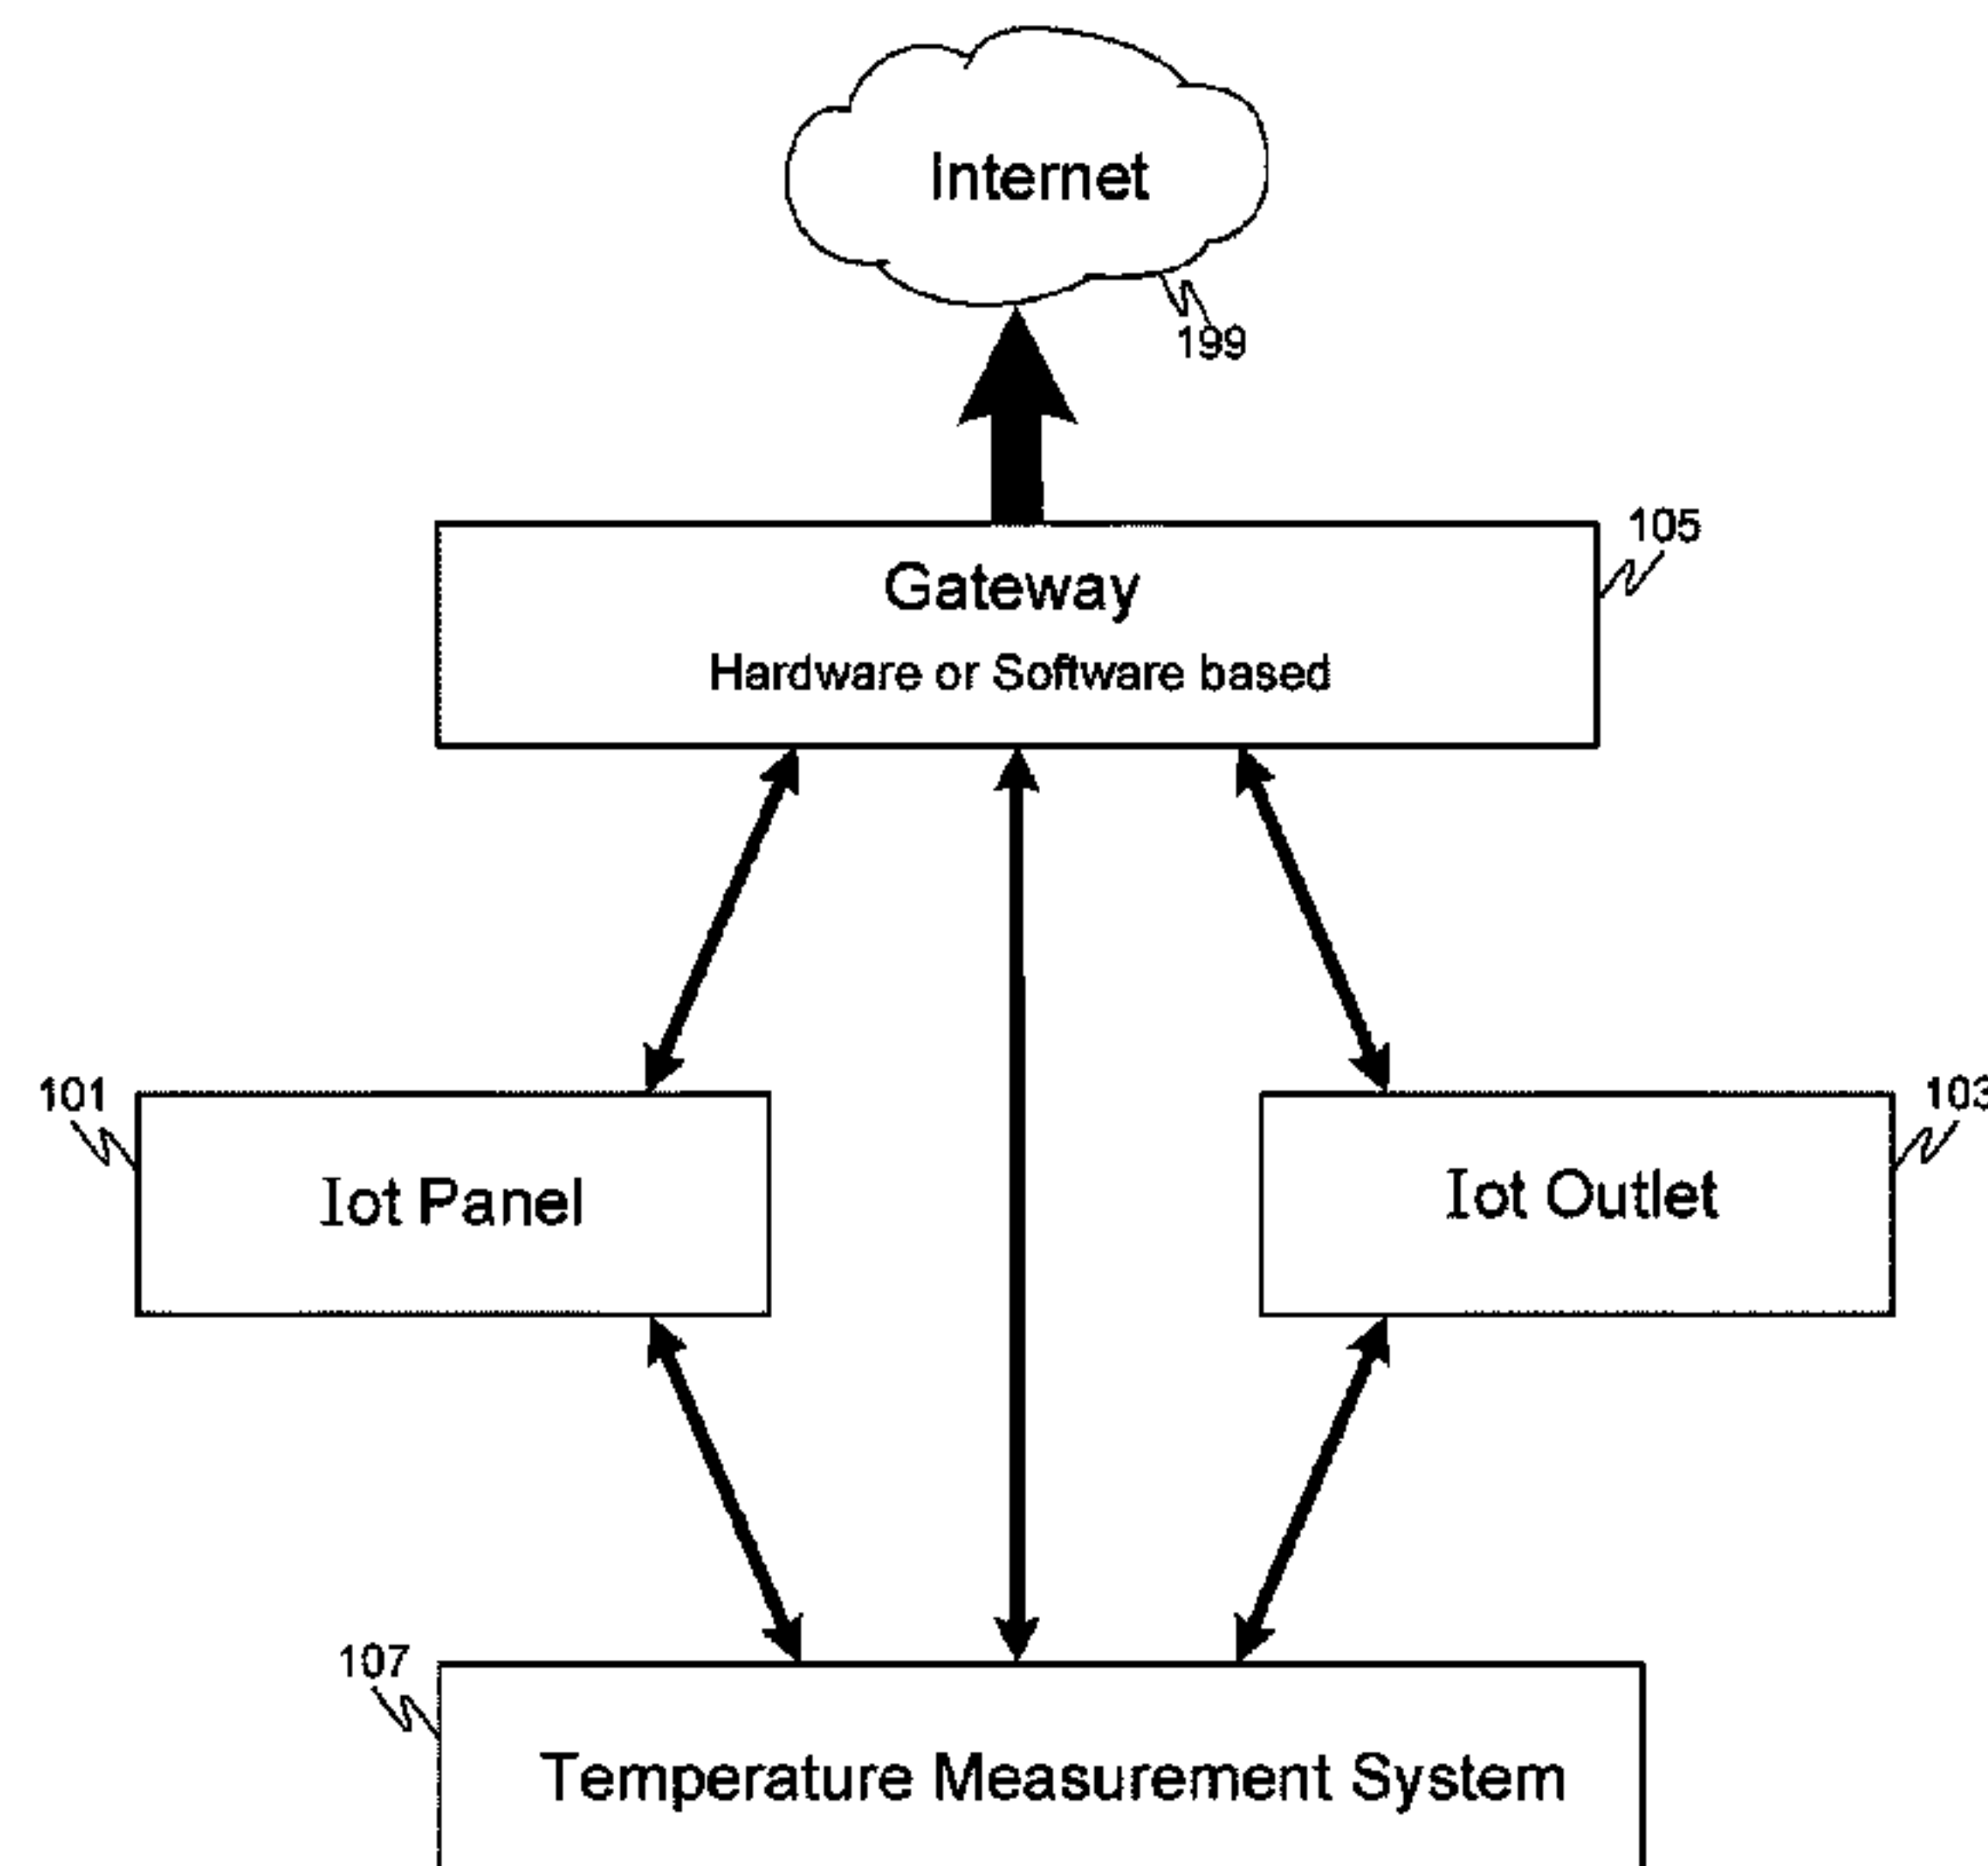 Internet
199
105
Gateway
Hardware or Software based
101
103
Iot Panel
Iot Outlet
107
Temperature Measurement System